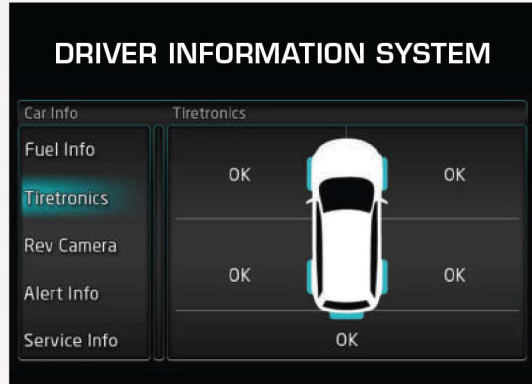 DRIVER INFORMATION SYSTEM
Car Info
Tiretronics
Fuel Info
Tiretronics
Rev Camera
Alert Info
Service Info
OK
OK
OK
OK
OK